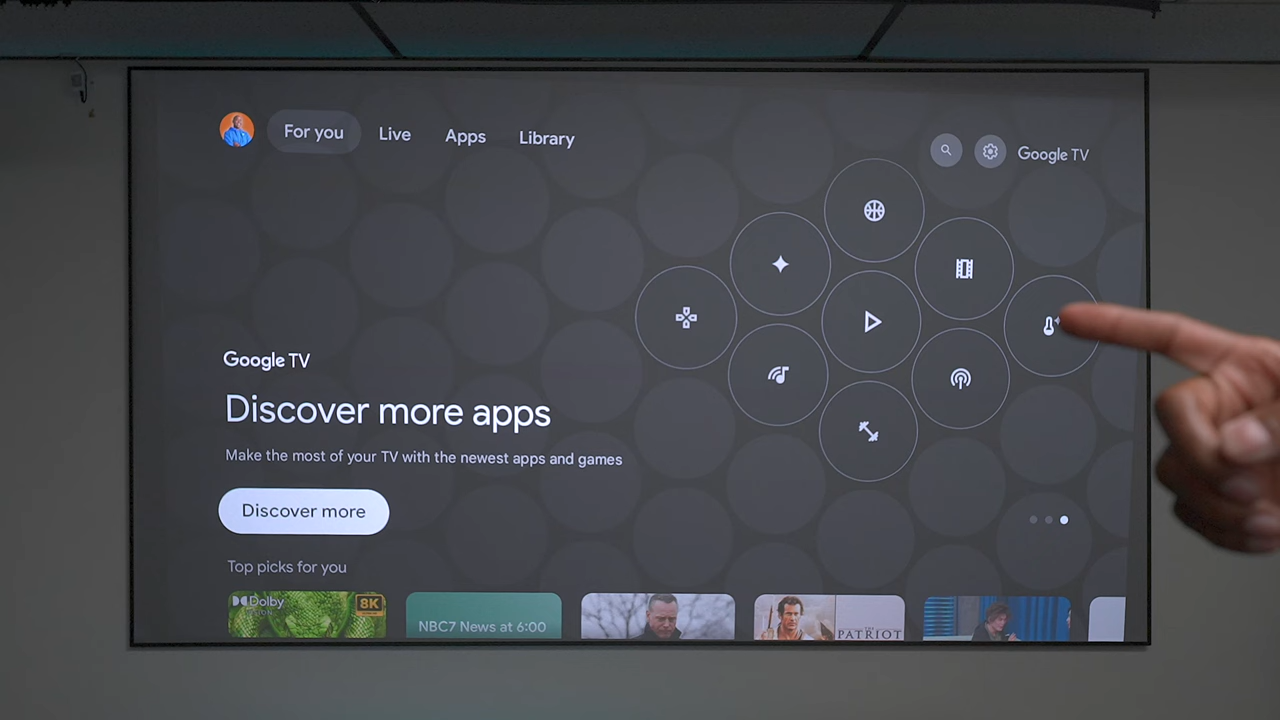 For you
Live
Apps
Library
Google TV
Google TV
Discover more apps
Make the most of your TV with the newest apps and games
Discover more
Top picks for you
Dolby
8K
NBC7 News at 6:00
THE
PATRIOT